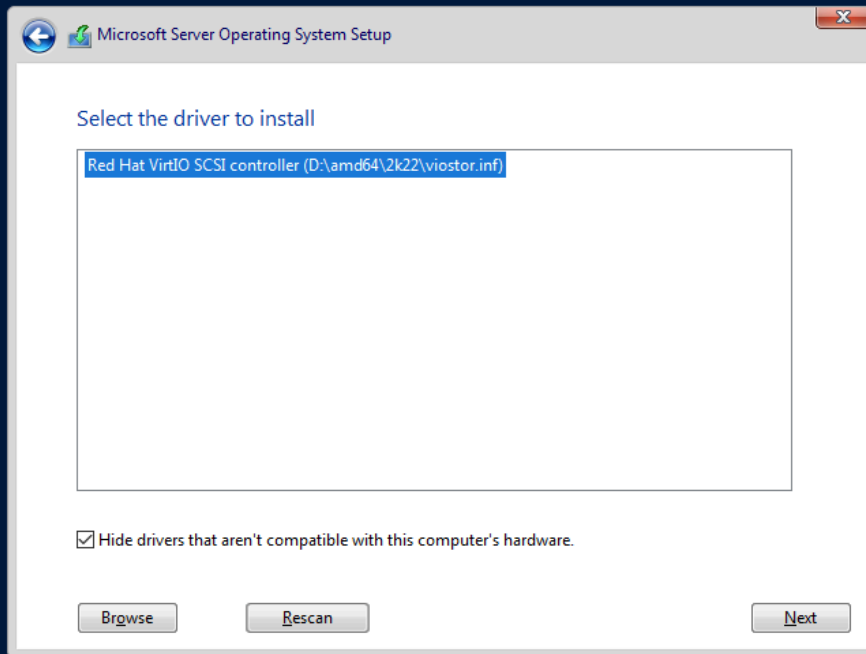 Microsoft Server Operating System Setup
Select the driver to install
Red Hat VirtIO SCSI controller (D:\amd64\2k22\viostor.inf)
Hide drivers that aren't compatible with this computer's hardware.
Browse Rescan Next